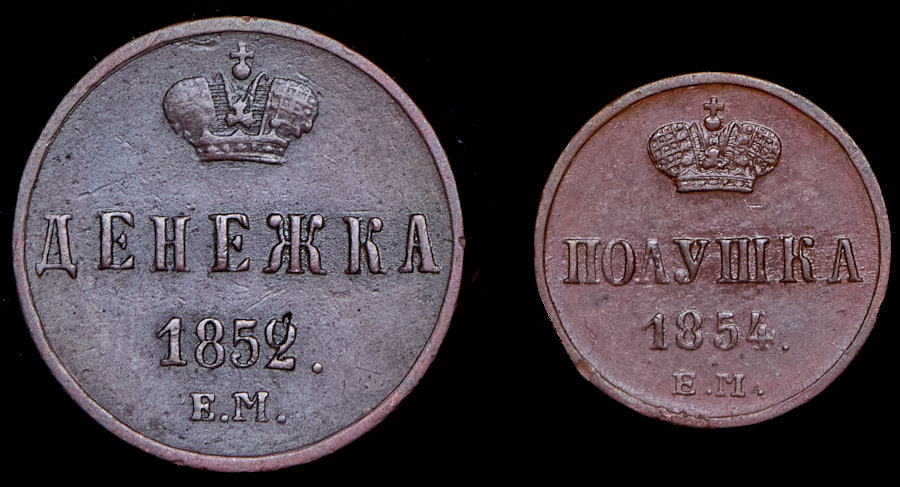 ДЕНЕЖКА
1852.
Е.М.
ПОЛУШКА
1854.
Е.М.